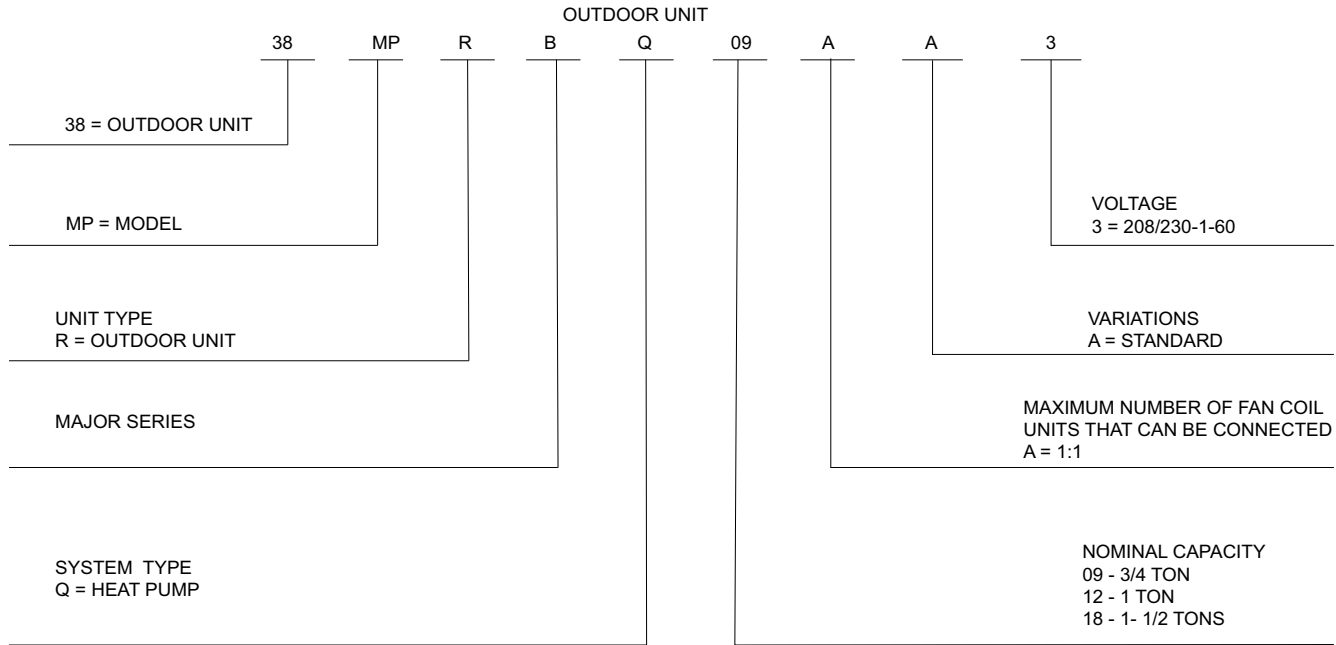 OUTDOOR UNIT
38 MP R B Q 09 A A 3
38 = OUTDOOR UNIT
MP = MODEL
VOLTAGE
3 = 208/230-1-60
UNIT TYPE
R = OUTDOOR UNIT
VARIATIONS
A = STANDARD
MAJOR SERIES
MAXIMUM NUMBER OF FAN COIL
UNITS THAT CAN BE CONNECTED
A = 1:1
SYSTEM TYPE
Q = HEAT PUMP
NOMINAL CAPACITY
09 - 3/4 TON
12 - 1 TON
18 - 1- 1/2 TONS